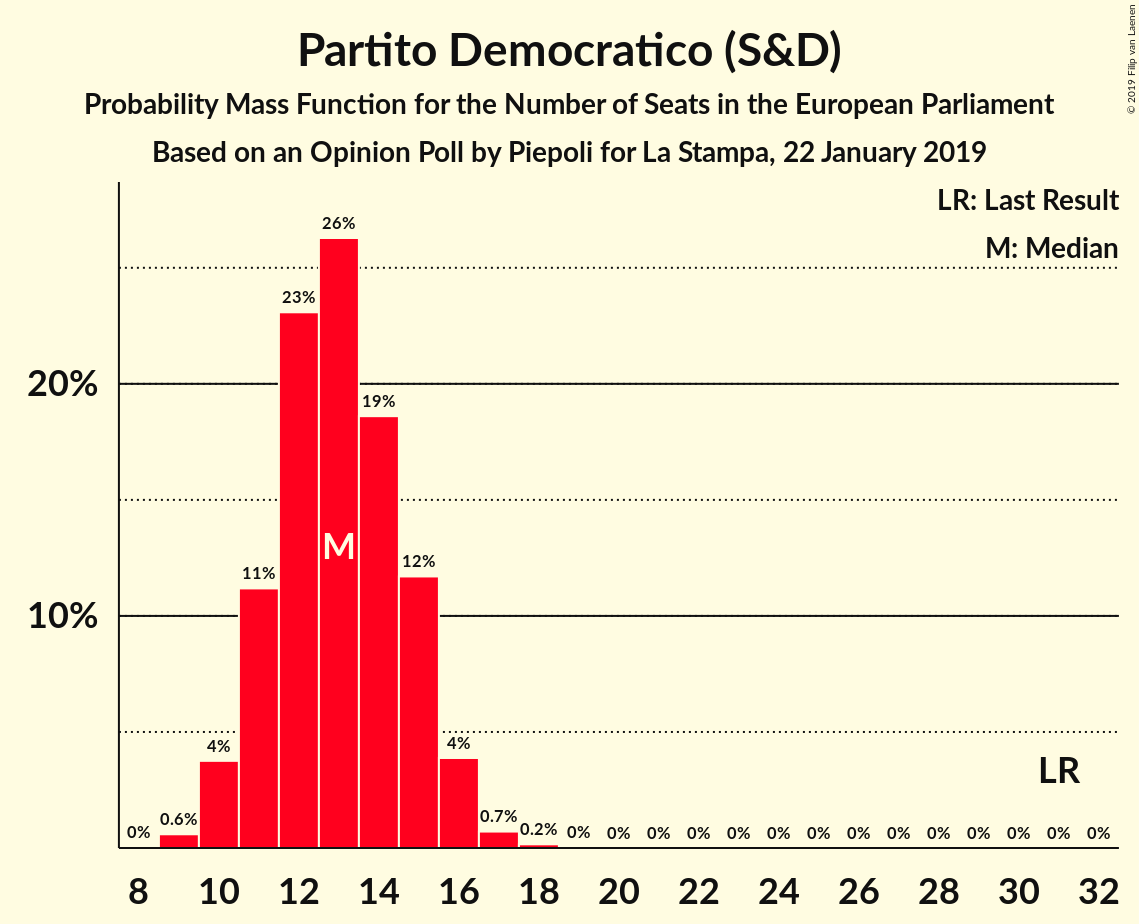 © 2019 Filip van Laenen
Partito Democratico (S&D)
Probability Mass Function for the Number of Seats in the European Parliament
Based on an Opinion Poll by Piepoli for La Stampa, 22 January 2019
LR: Last Result
M: Median
26%
23%
20%
19%
M
12%
11%
10%
4%
4%
LR
0% 0.6% 0.7% 0.2% 0% 0% 0% 0% 0% 0% 0% 0% 0% 0% 0% 0% 0% 0%
8 10 12 14 16 18 20 22 24 26 28 30 32